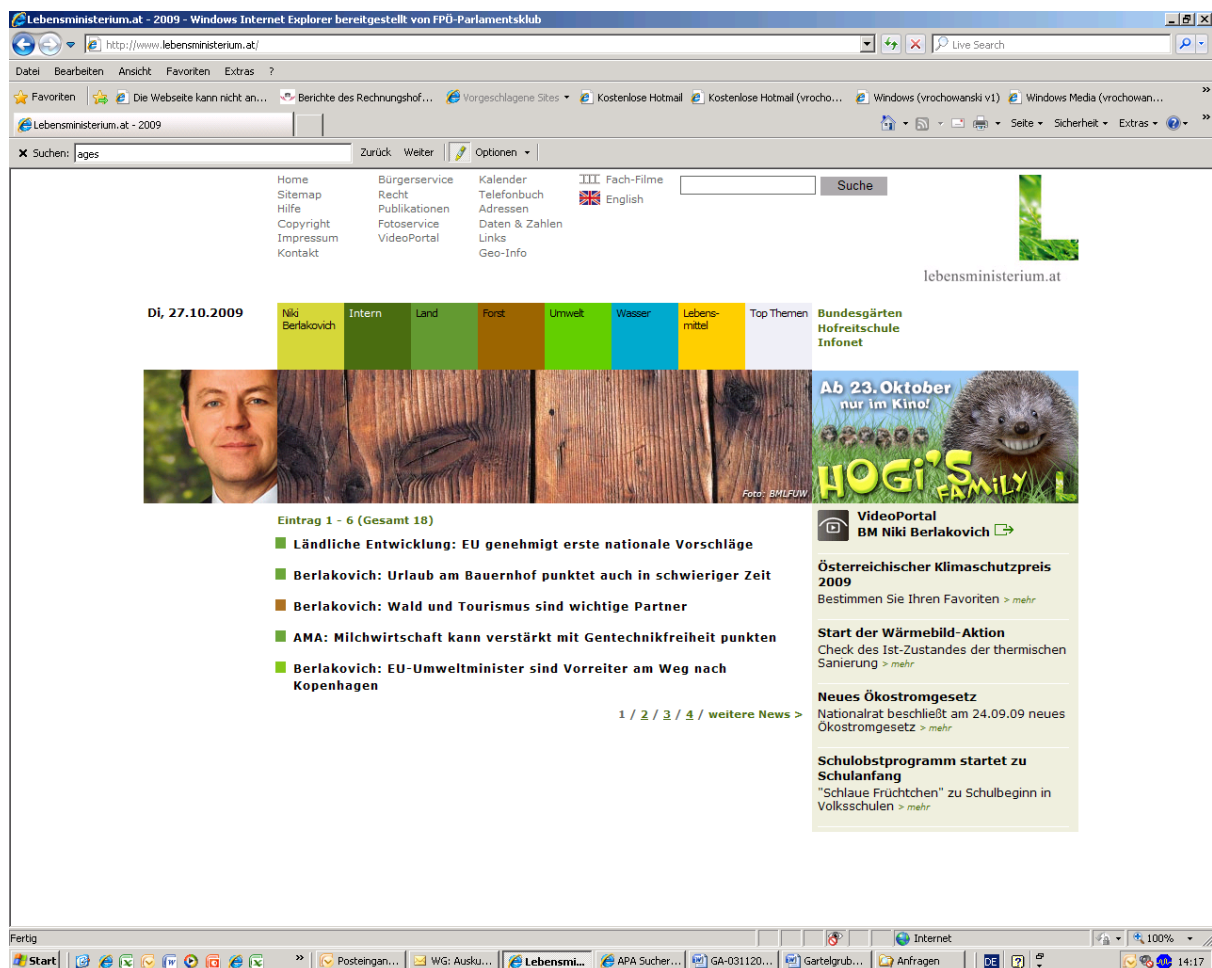 Lebensministerium.at - 2009 - Windows Internet Explorer bereitgestellt von FPÖ-Parlamentsklub
http://www.lebensministerium.at/
Live Search
Datei Bearbeiten Ansicht Favoriten Extras ?
Favoriten Die Webseite kann nicht an... Berichte des Rechnungshof... Vorgeschlagene Sites Kostenlose Hotmail Kostenlose Hotmail (vrocho... Windows (vrochowanski v1) Windows Media (vrochowan... »
Lebensministerium.at - 2009 Seite Sicherheit Extras »
Suchen: ages Zurück Weiter Optionen
Home Bürgerservice Kalender Fach-Filme Suche
Sitemap Recht Telefonbuch English
Hilfe Publikationen Adressen
Copyright Fotoservice Daten & Zahlen
Impressum VideoPortal Links
Kontakt Geo-Info
lebensministerium.at
Di, 27.10.2009
Niki Berlakovich Intern Land Forst Umwelt Wasser Lebens-mittel Top Themen
Bundesgärten
Hofreitschule
Infonet
Ab 23. Oktober
nur im Kino!
HOGI'S
FAMILY
Foto: BMLFUW
Eintrag 1 - 6 (Gesamt 18)
Ländliche Entwicklung: EU genehmigt erste nationale Vorschläge
Berlakovich: Urlaub am Bauernhof punktet auch in schwieriger Zeit
Berlakovich: Wald und Tourismus sind wichtige Partner
AMA: Milchwirtschaft kann verstärkt mit Gentechnikfreiheit punkten
Berlakovich: EU-Umweltminister sind Vorreiter am Weg nach
Kopenhagen
1 / 2 / 3 / 4 / weitere News >
VideoPortal
BM Niki Berlakovich
Österreichischer Klimaschutzpreis
2009
Bestimmen Sie Ihren Favoriten > mehr
Start der Wärmebild-Aktion
Check des Ist-Zustandes der thermischen
Sanierung > mehr
Neues Ökostromgesetz
Nationalrat beschließt am 24.09.09 neues
Ökostromgesetz > mehr
Schulobstprogramm startet zu
Schulanfang
"Schlaue Früchtchen" zu Schulbeginn in
Volksschulen > mehr
Fertig Internet 100%
Start » Posteingan... WG: Ausku... Lebensmi... APA Sucher... GA-031120... Gartelgrub... Anfragen DE 14:17